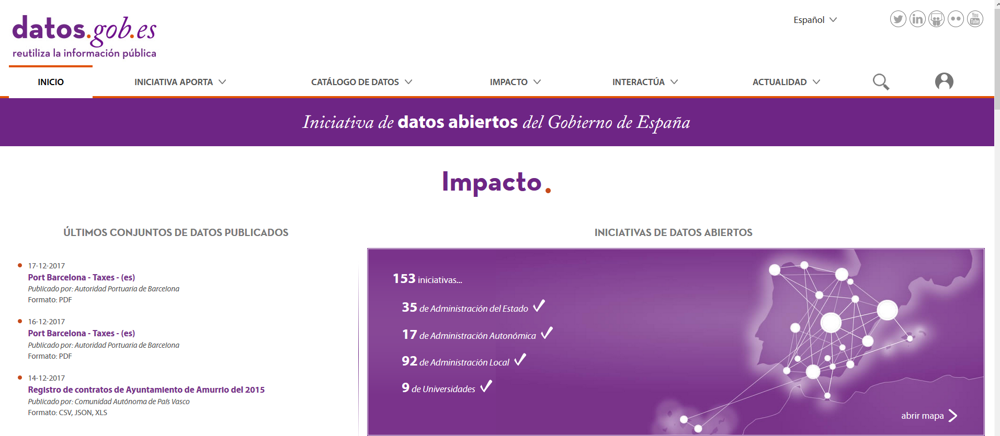 datos.gob.es
reutiliza la información pública
Español
You
Tube
INICIO
INICIATIVA APORTA
CATÁLOGO DE DATOS
IMPACTO
INTERACTÚA
ACTUALIDAD
Iniciativa de datos abiertos del Gobierno de España
Impacto.
ÚLTIMOS CONJUNTOS DE DATOS PUBLICADOS
17-12-2017
Port Barcelona - Taxes - (es)
Publicado por: Autoridad Portuaria de Barcelona
Formato: PDF
16-12-2017
Port Barcelona - Taxes - (es)
Publicado por: Autoridad Portuaria de Barcelona
Formato: PDF
14-12-2017
Registro de contratos de Ayuntamiento de Amurrio del 2015
Publicado por: Comunidad Autónoma de País Vasco
Formato: CSV, JSON, XLS
INICIATIVAS DE DATOS ABIERTOS
153 iniciativas...
35 de Administración del Estado
17 de Administración Autonómica
92 de Administración Local
9 de Universidades
abrir mapa